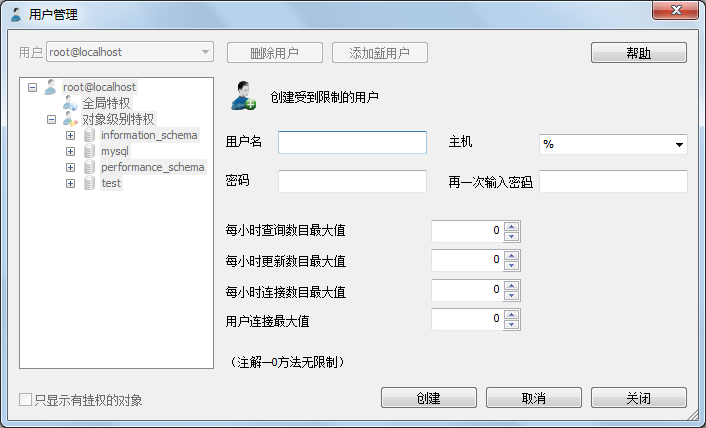 用户管理
用户 root@localhost 删除用户 添加新用户 帮助
root@localhost
全局特权
对象级别特权
information_schema
mysql
performance_schema
test
创建受到限制的用户
用户名 主机 %
密码 再一次输入密码
每小时查询数目最大值 0
每小时更新数目最大值 0
每小时连接数目最大值 0
用户连接最大值 0
（注解—0方法无限制）
只显示有特权的对象 创建 取消 关闭